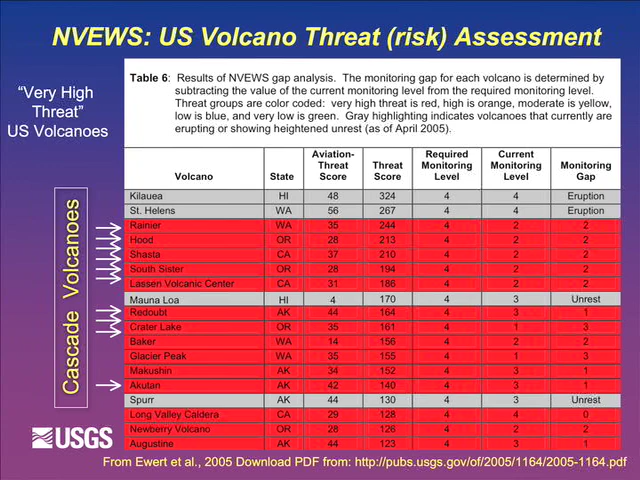 NVEWS: US Volcano Threat (risk) Assessment
"Very High
Threat"
US Volcanoes
Table 6: Results of NVEWS gap analysis. The monitoring gap for each volcano is determined by
subtracting the value of the current monitoring level from the required monitoring level.
Threat groups are color coded: very high threat is red, high is orange, moderate is yellow,
low is blue, and very low is green. Gray highlighting indicates volcanoes that currently are
erupting or showing heightened unrest (as of April 2005).
Volcano State Aviation-Threat Score Threat Score Required Monitoring Level Current Monitoring Level Monitoring Gap
Kilauea HI 48 324 4 4 Eruption
St. Helens WA 56 267 4 4 Eruption
Rainier WA 35 244 4 2 2
Hood OR 28 213 4 2 2
Shasta CA 37 210 4 2 2
South Sister OR 28 194 4 2 2
Lassen Volcanic Center CA 31 186 4 2 2
Mauna Loa HI 4 170 4 3 Unrest
Redoubt AK 44 164 4 3 1
Crater Lake OR 35 161 4 1 3
Baker WA 14 156 4 2 2
Glacier Peak WA 35 155 4 1 3
Makushin AK 34 152 4 3 1
Akutan AK 42 140 4 3 1
Spurr AK 44 130 4 3 Unrest
Long Valley Caldera CA 29 128 4 4 0
Newberry Volcano OR 28 126 4 2 2
Augustine AK 44 123 4 3 1
Cascade Volcanoes
USGS
From Ewert et al., 2005 Download PDF from: http://pubs.usgs.gov/of/2005/1164/2005-1164.pdf